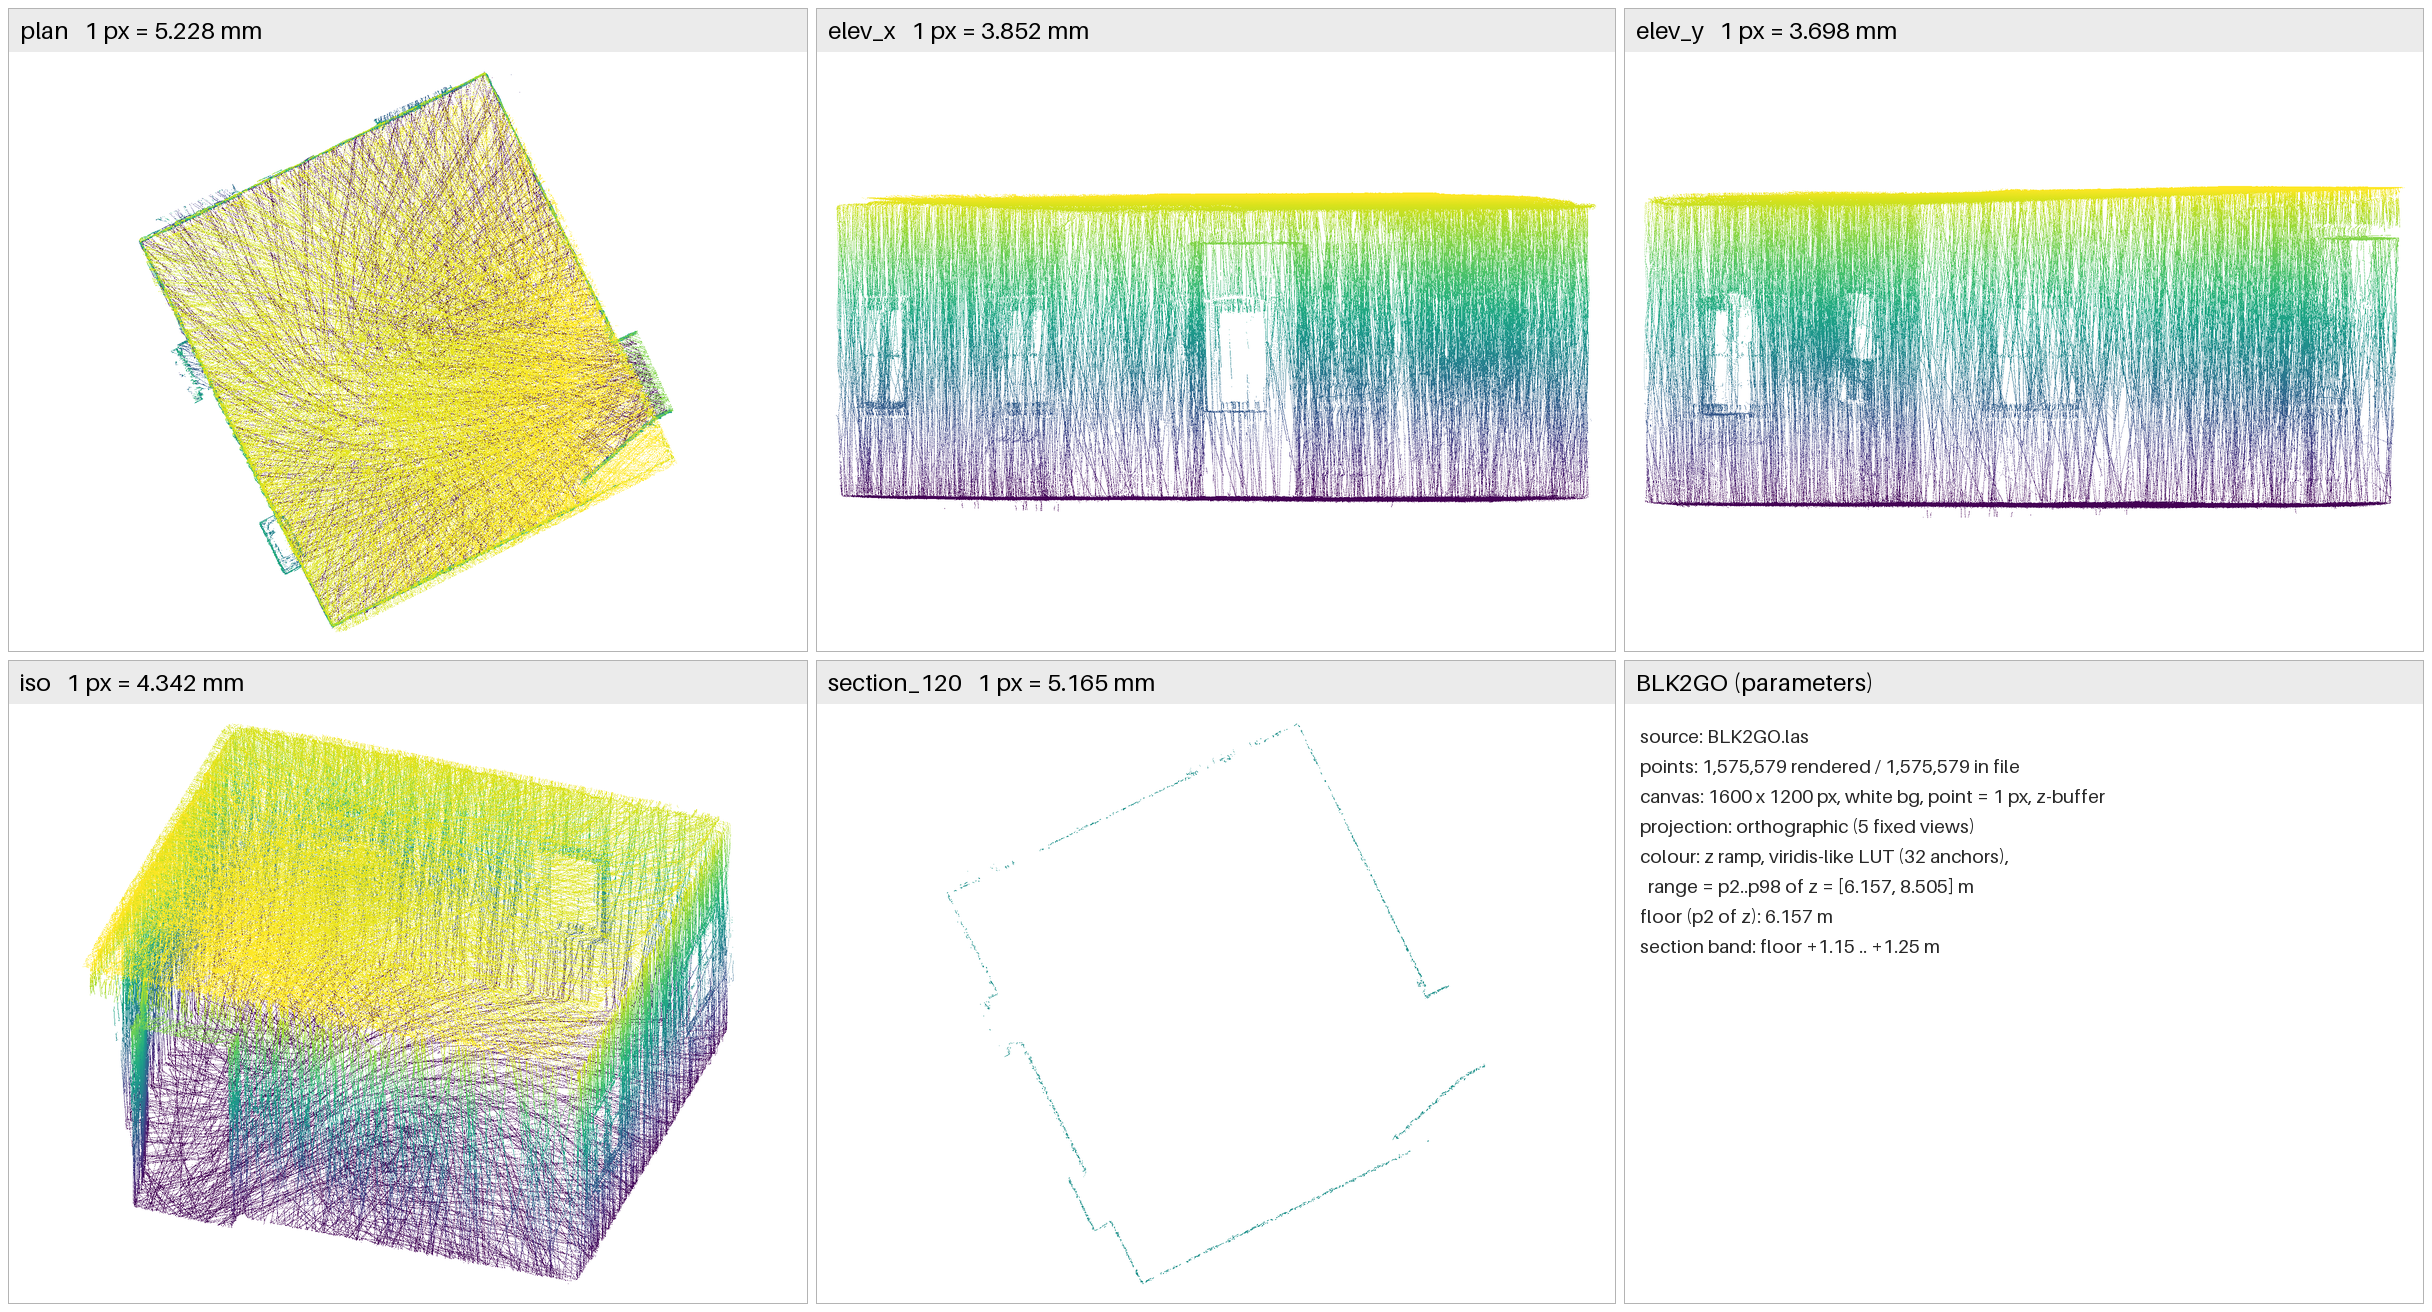 plan 1 px = 5.228 mm
elev_x 1 px = 3.852 mm
elev_y 1 px = 3.698 mm
iso 1 px = 4.342 mm
section_120 1 px = 5.165 mm
BLK2GO (parameters)
source: BLK2GO.las
points: 1,575,579 rendered / 1,575,579 in file
canvas: 1600 x 1200 px, white bg, point = 1 px, z-buffer
projection: orthographic (5 fixed views)
colour: z ramp, viridis-like LUT (32 anchors),
range = p2..p98 of z = [6.157, 8.505] m
floor (p2 of z): 6.157 m
section band: floor +1.15 .. +1.25 m